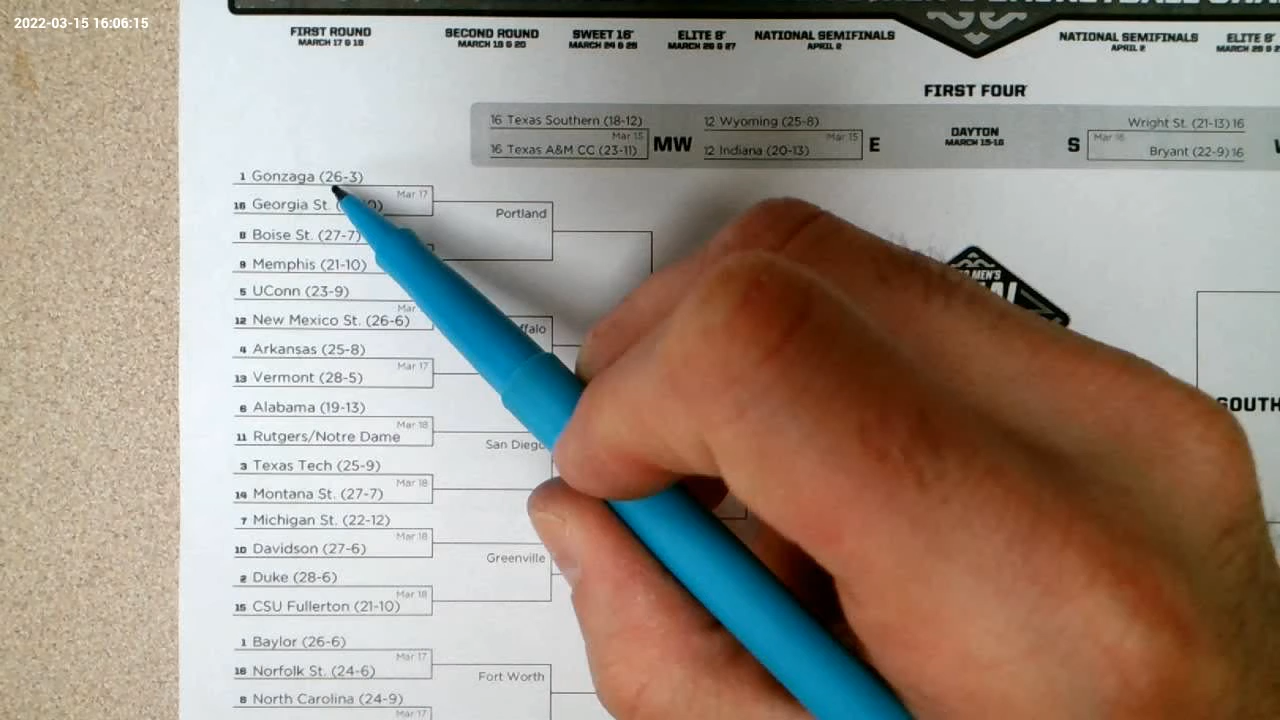 2022-03-15 16:06:15
FIRST ROUND
MARCH 17 & 18
SECOND ROUND
MARCH 19 & 20
SWEET 16
MARCH 24 & 25
ELITE 8
MARCH 26 & 27
NATIONAL SEMIFINALS
APRIL 2
NATIONAL SEMIFINALS
APRIL 2
ELITE 8
FIRST FOUR
16 Texas Southern (18-12)
Mar 15
16 Texas A&M CC (23-11)
MW
12 Wyoming (25-8)
Mar 15
12 Indiana (20-13)
E
DAYTON
MARCH 15-16
S
Wright St. (21-13) 16
Mar 16
Bryant (22-9) 16
1 Gonzaga (26-3)
Mar 17
16 Georgia St.
Portland
8 Boise St. (27-7)
9 Memphis (21-10)
5 UConn (23-9)
Mar
12 New Mexico St. (26-6)
ffalo
4 Arkansas (25-8)
Mar 17
13 Vermont (28-5)
6 Alabama (19-13)
Mar 18
11 Rutgers/Notre Dame
San Diego
3 Texas Tech (25-9)
Mar 18
14 Montana St. (27-7)
7 Michigan St. (22-12)
Mar 18
10 Davidson (27-6)
Greenville
2 Duke (28-6)
Mar 18
15 CSU Fullerton (21-10)
1 Baylor (26-6)
Mar 17
16 Norfolk St. (24-6)
Fort Worth
8 North Carolina (24-9)
Mar 17
MEN'S
SOUTH